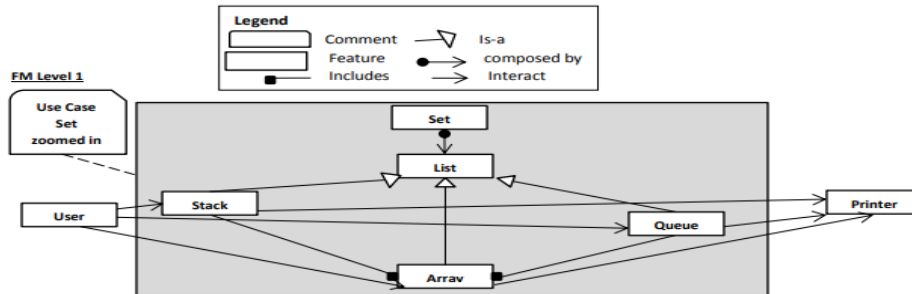 Legend
Comment
Is-a
Feature
composed by
Includes
Interact
FM Level 1
Use Case
Set
zoomed in
Set
List
Stack
User
Queue
Printer
Array